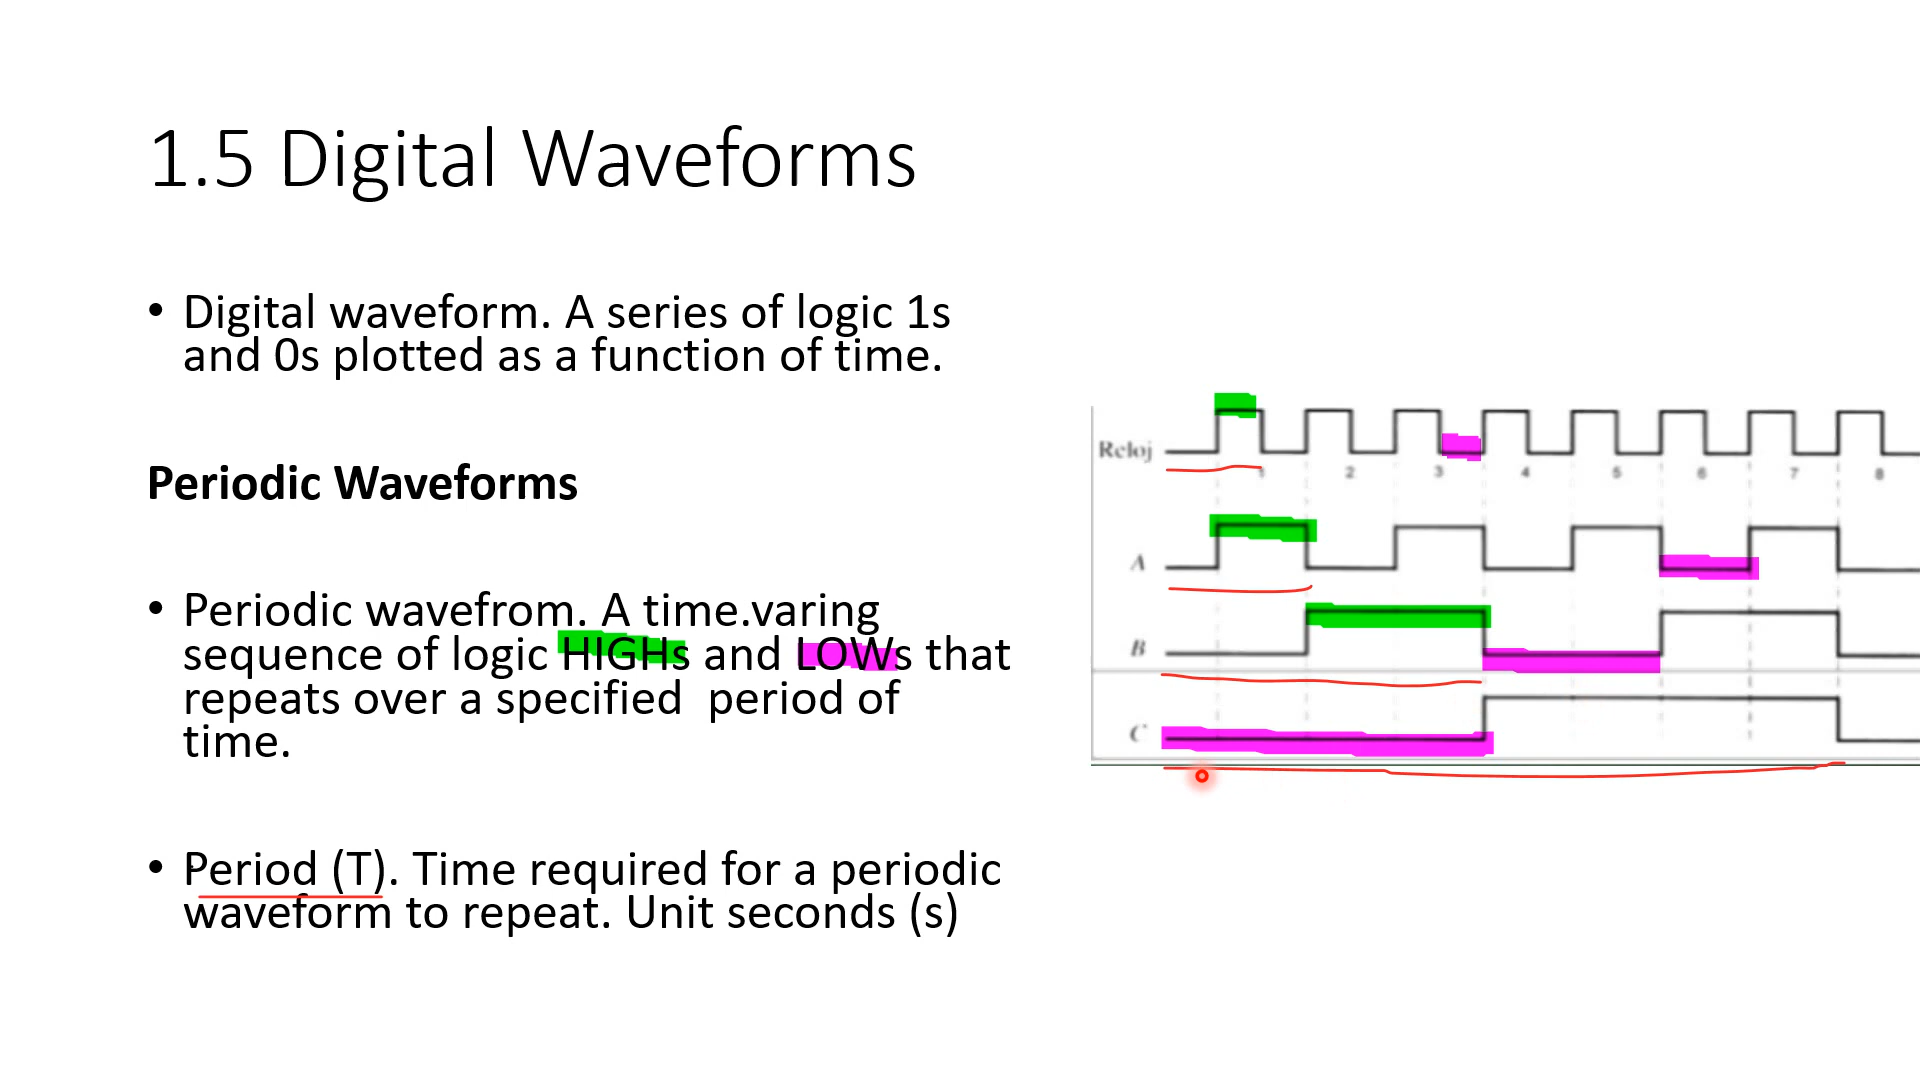 1.5 Digital Waveforms
• Digital waveform. A series of logic 1s
and 0s plotted as a function of time.
Periodic Waveforms
• Periodic wavefrom. A time.varing
sequence of logic HIGHs and LOWs that
repeats over a specified  period of
time.
• Period (T). Time required for a periodic
waveform to repeat. Unit seconds (s)
Reloj
1 2 3 4 5 6 7 8
A
B
C